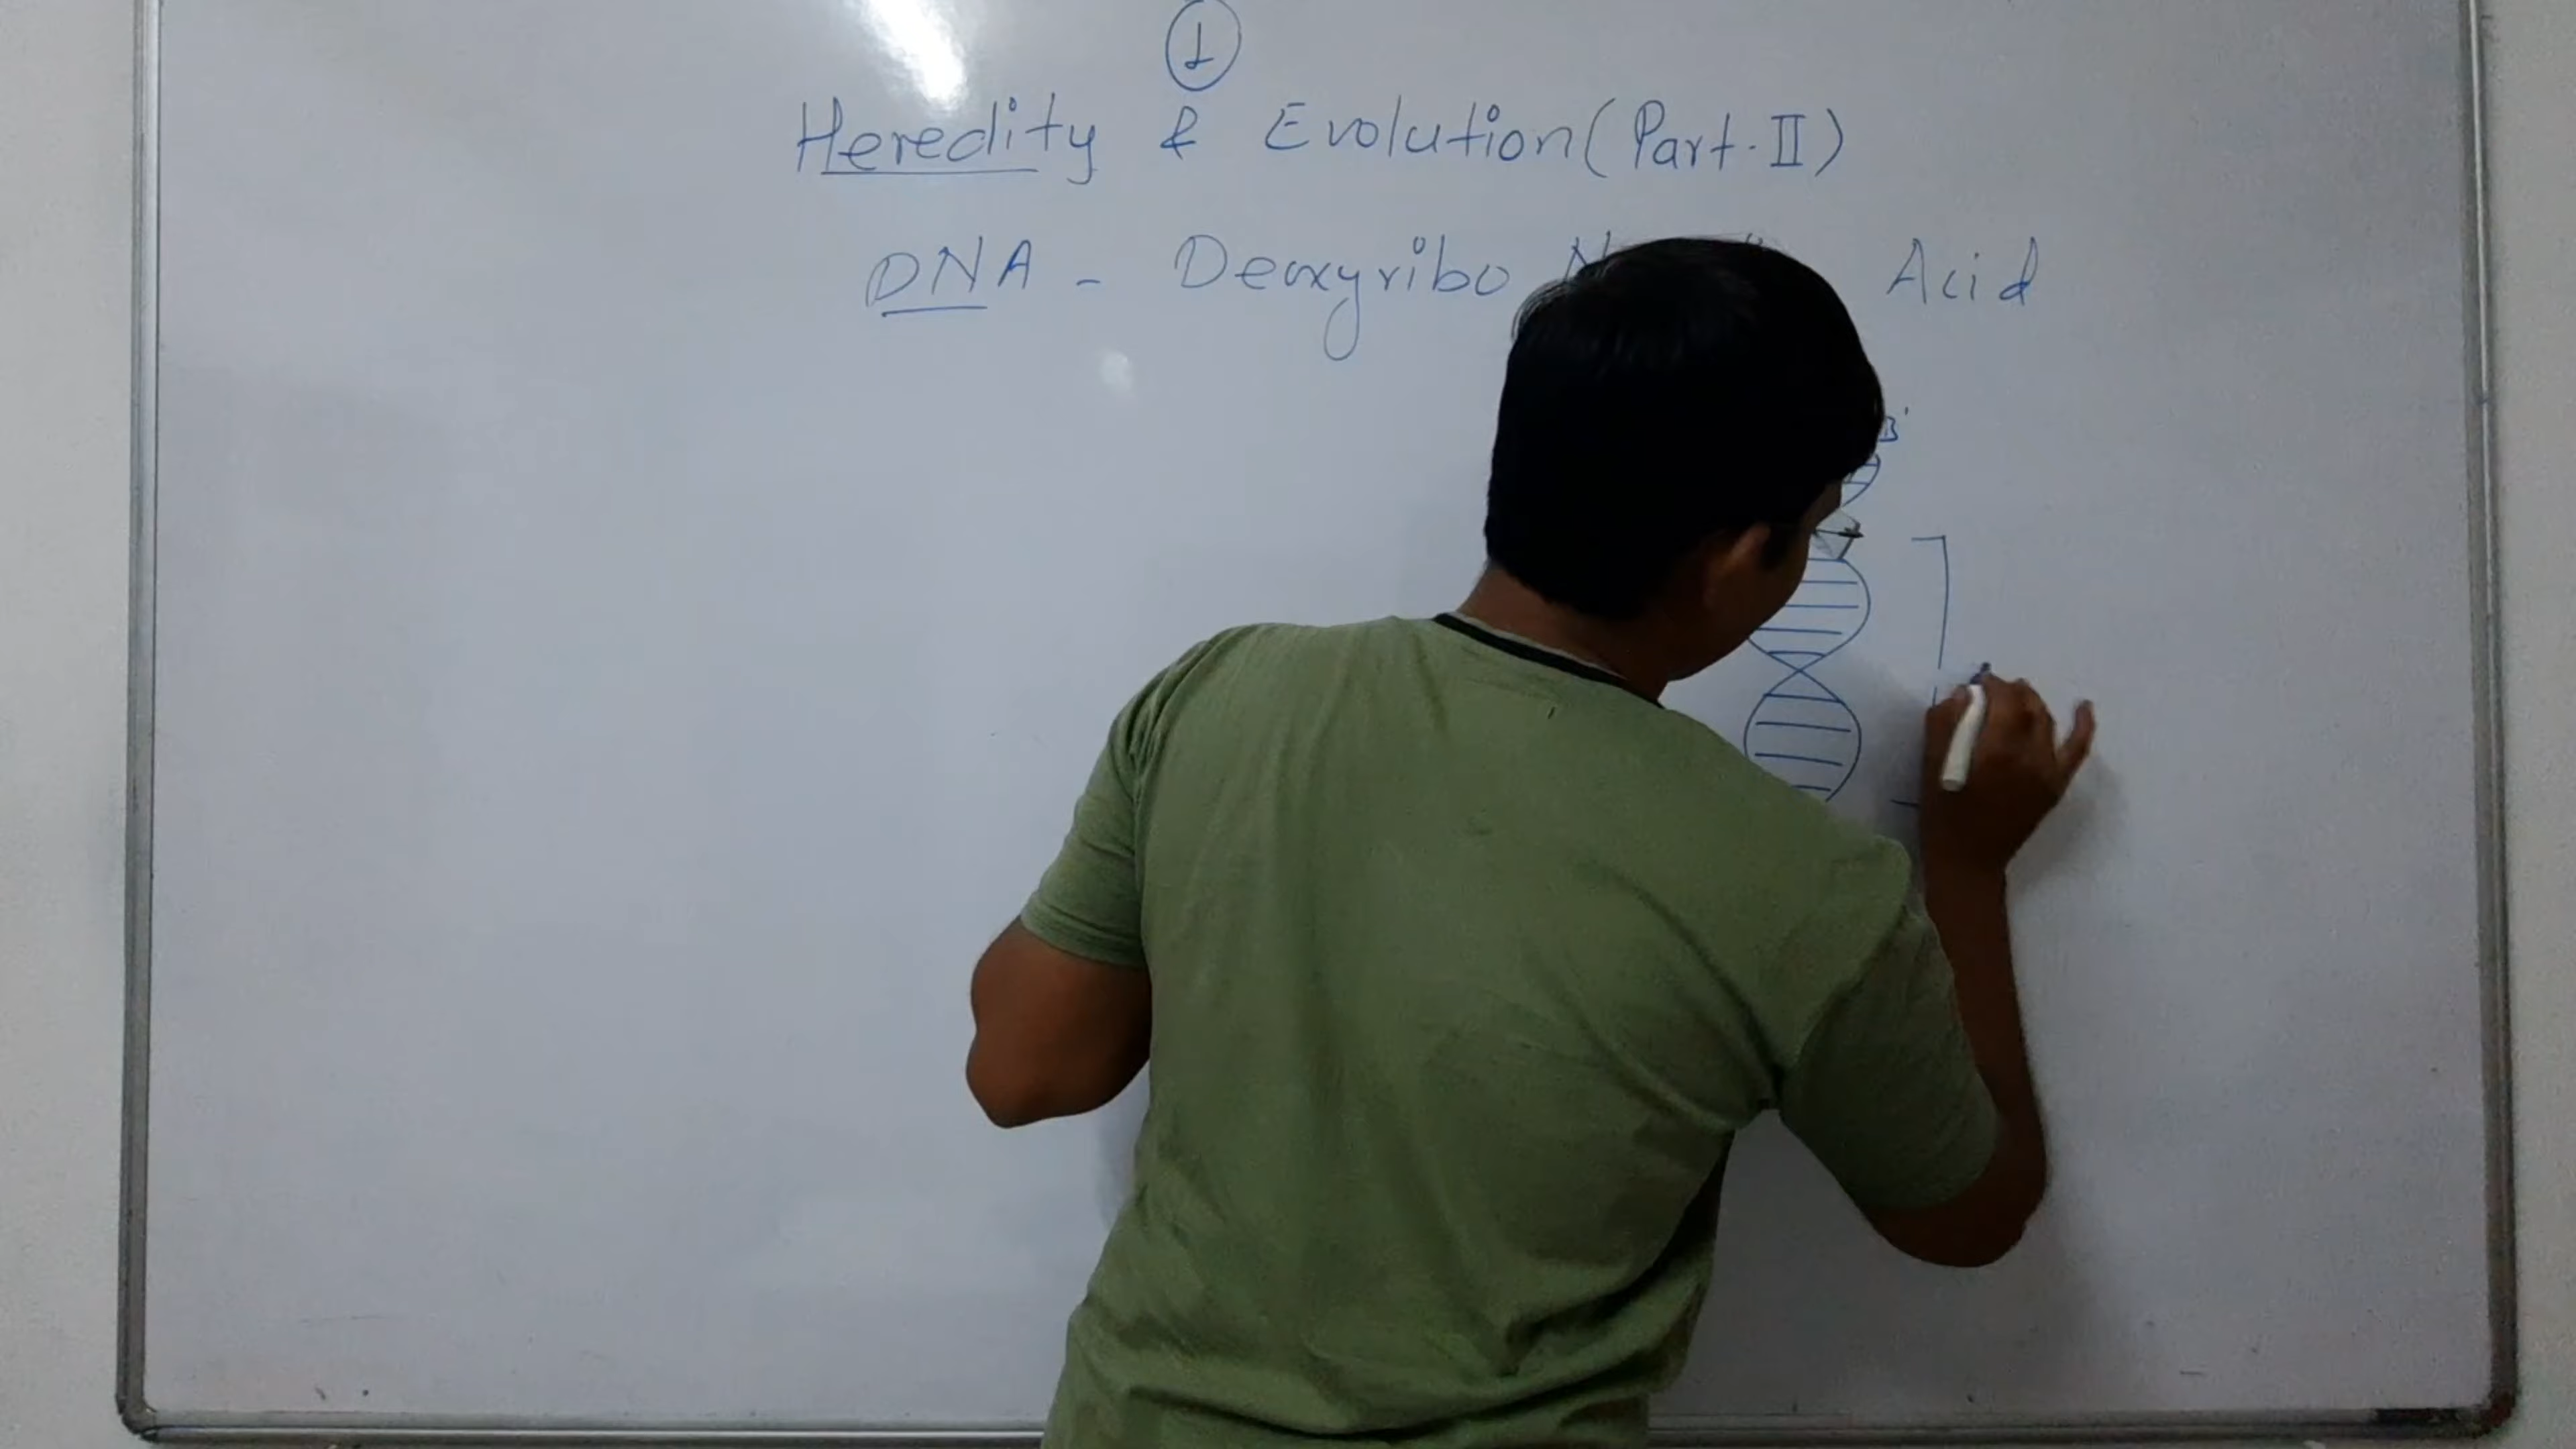 1
Heredity & Evolution (Part-II)
DNA - Deoxyribo Acid
B'